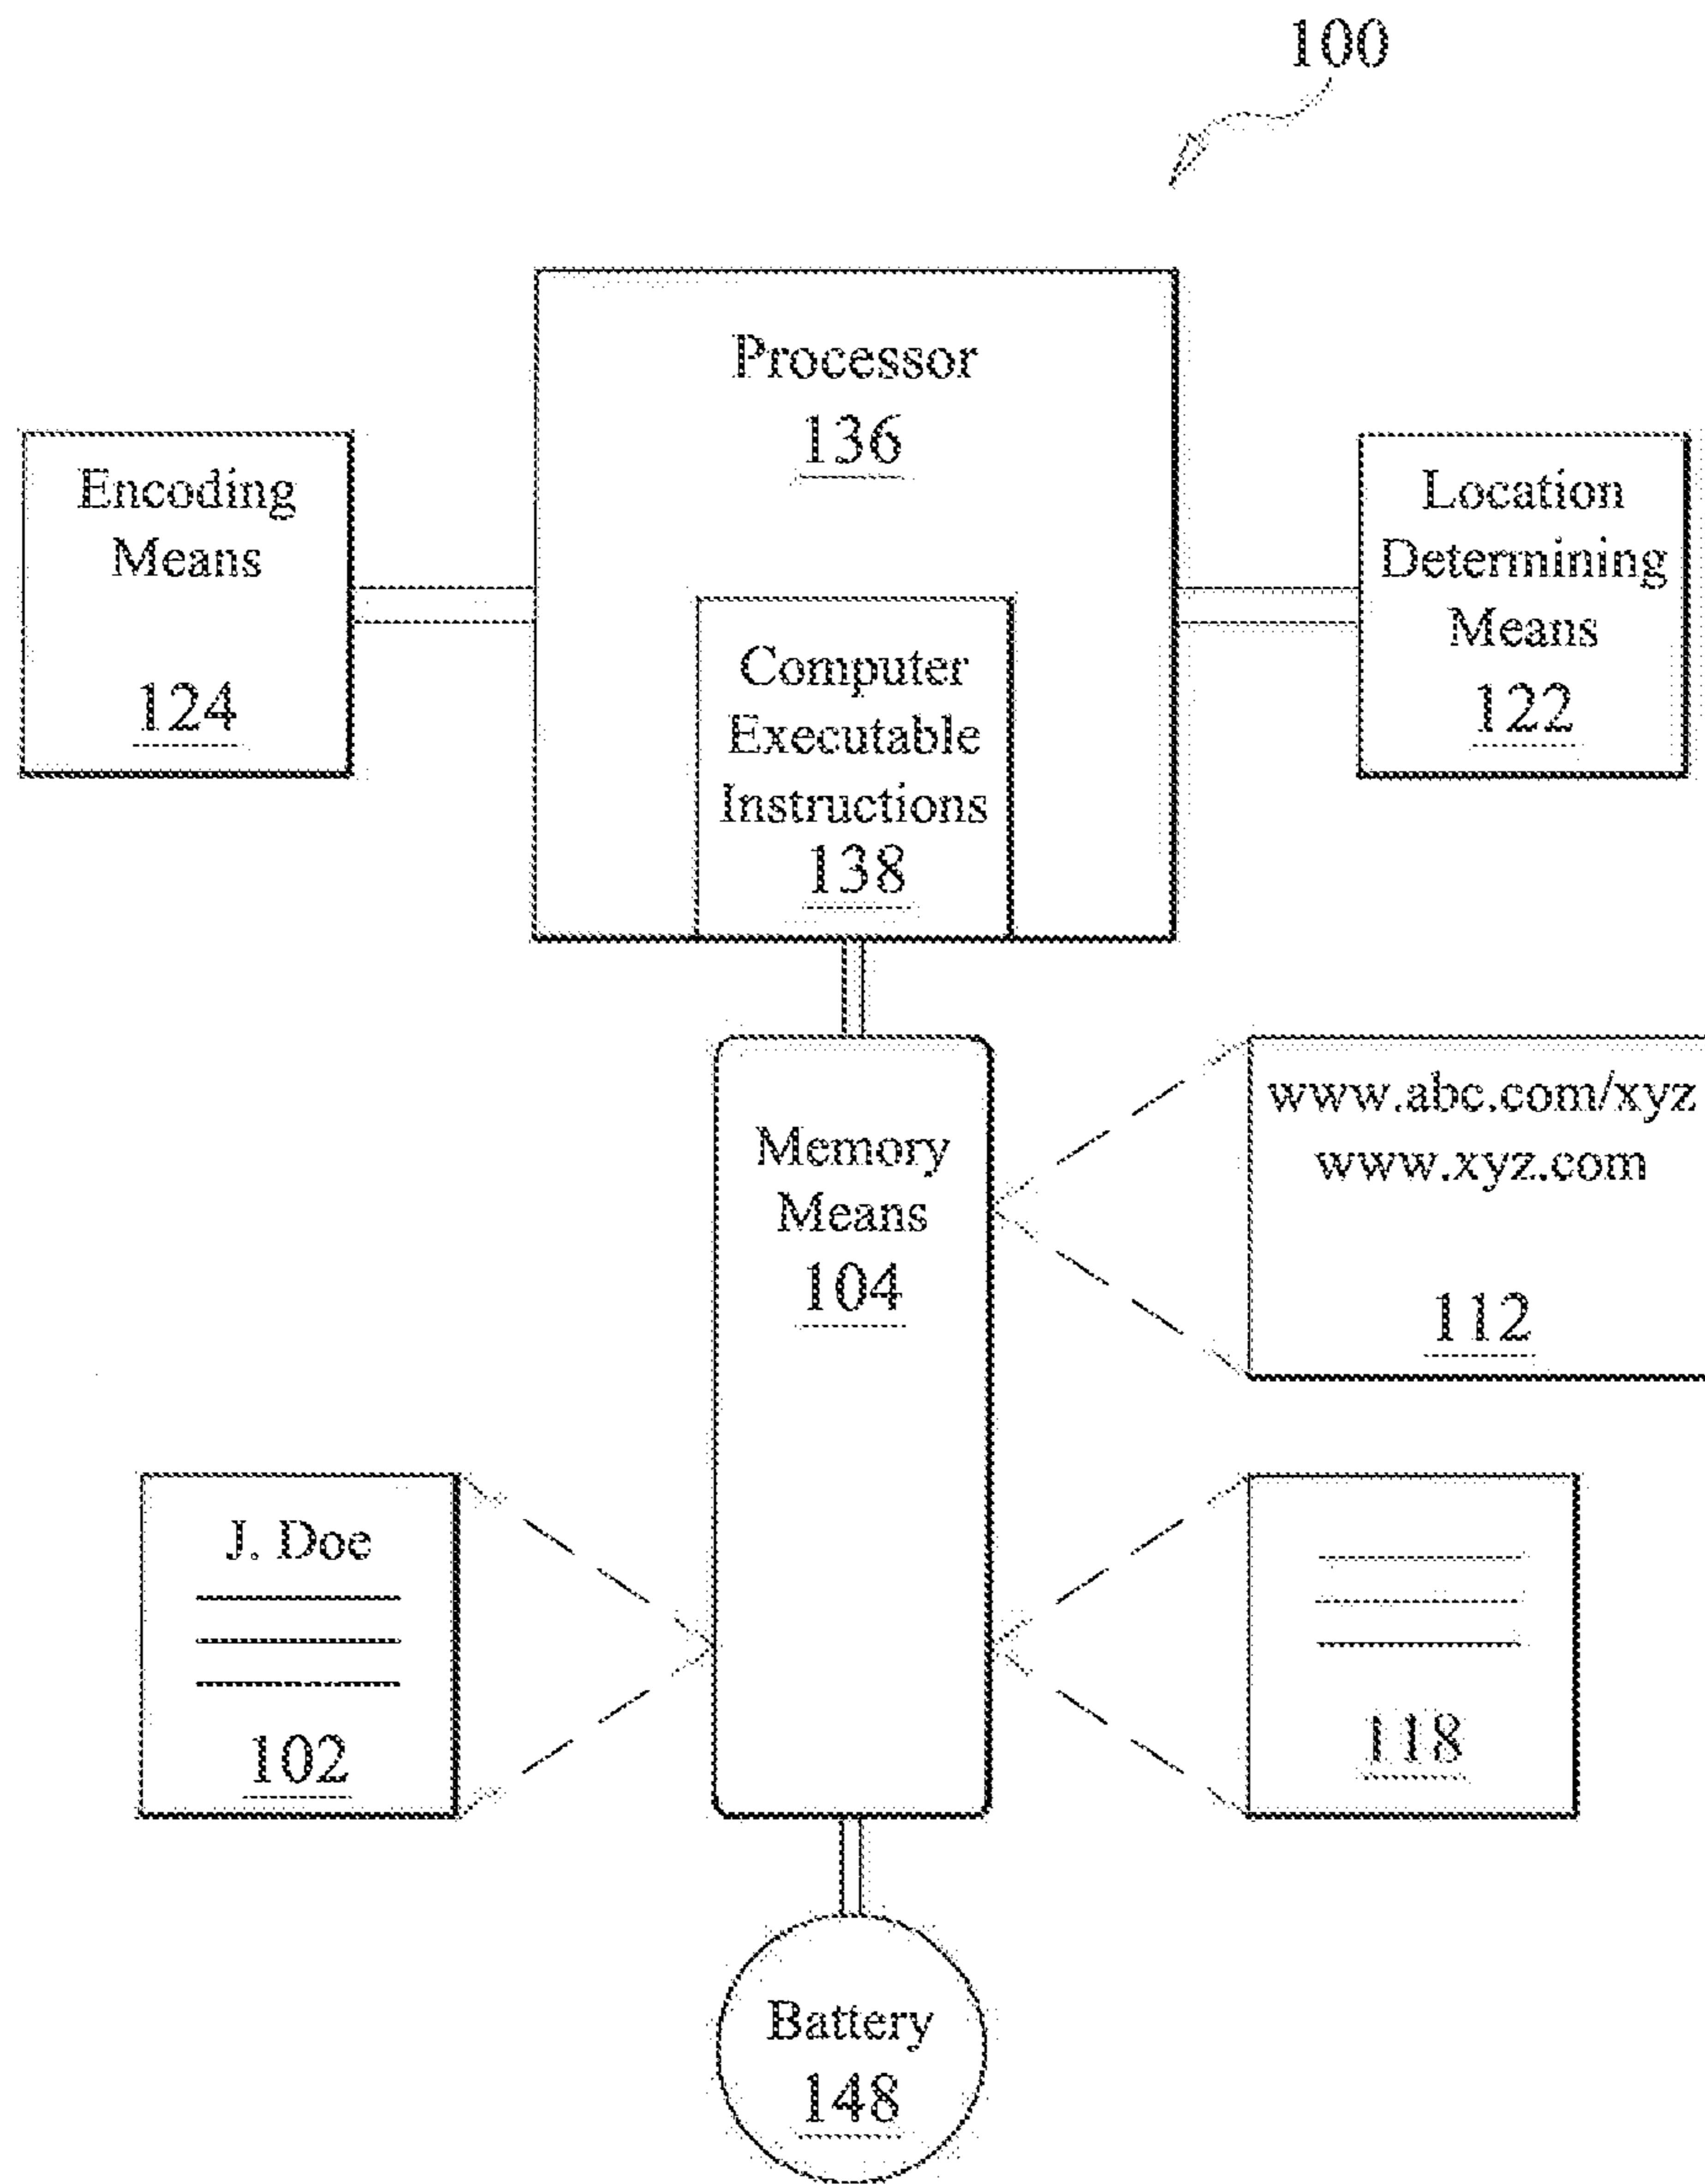 100
Processor
136
Encoding
Means
124
Location
Determining
Means
122
Computer
Executable
Instructions
138
Memory
Means
104
www.abc.com/xyz
www.xyz.com
112
J. Doe
102
118
Battery
148